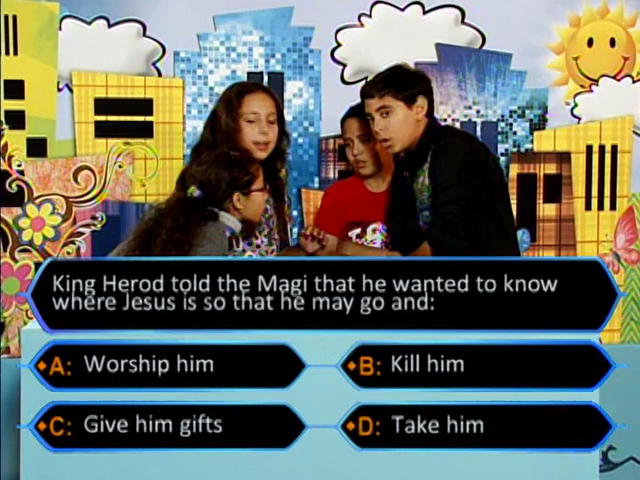 King Herod told the Magi that he wanted to know
where Jesus is so that he may go and:
A: Worship him
B: Kill him
C: Give him gifts
D: Take him